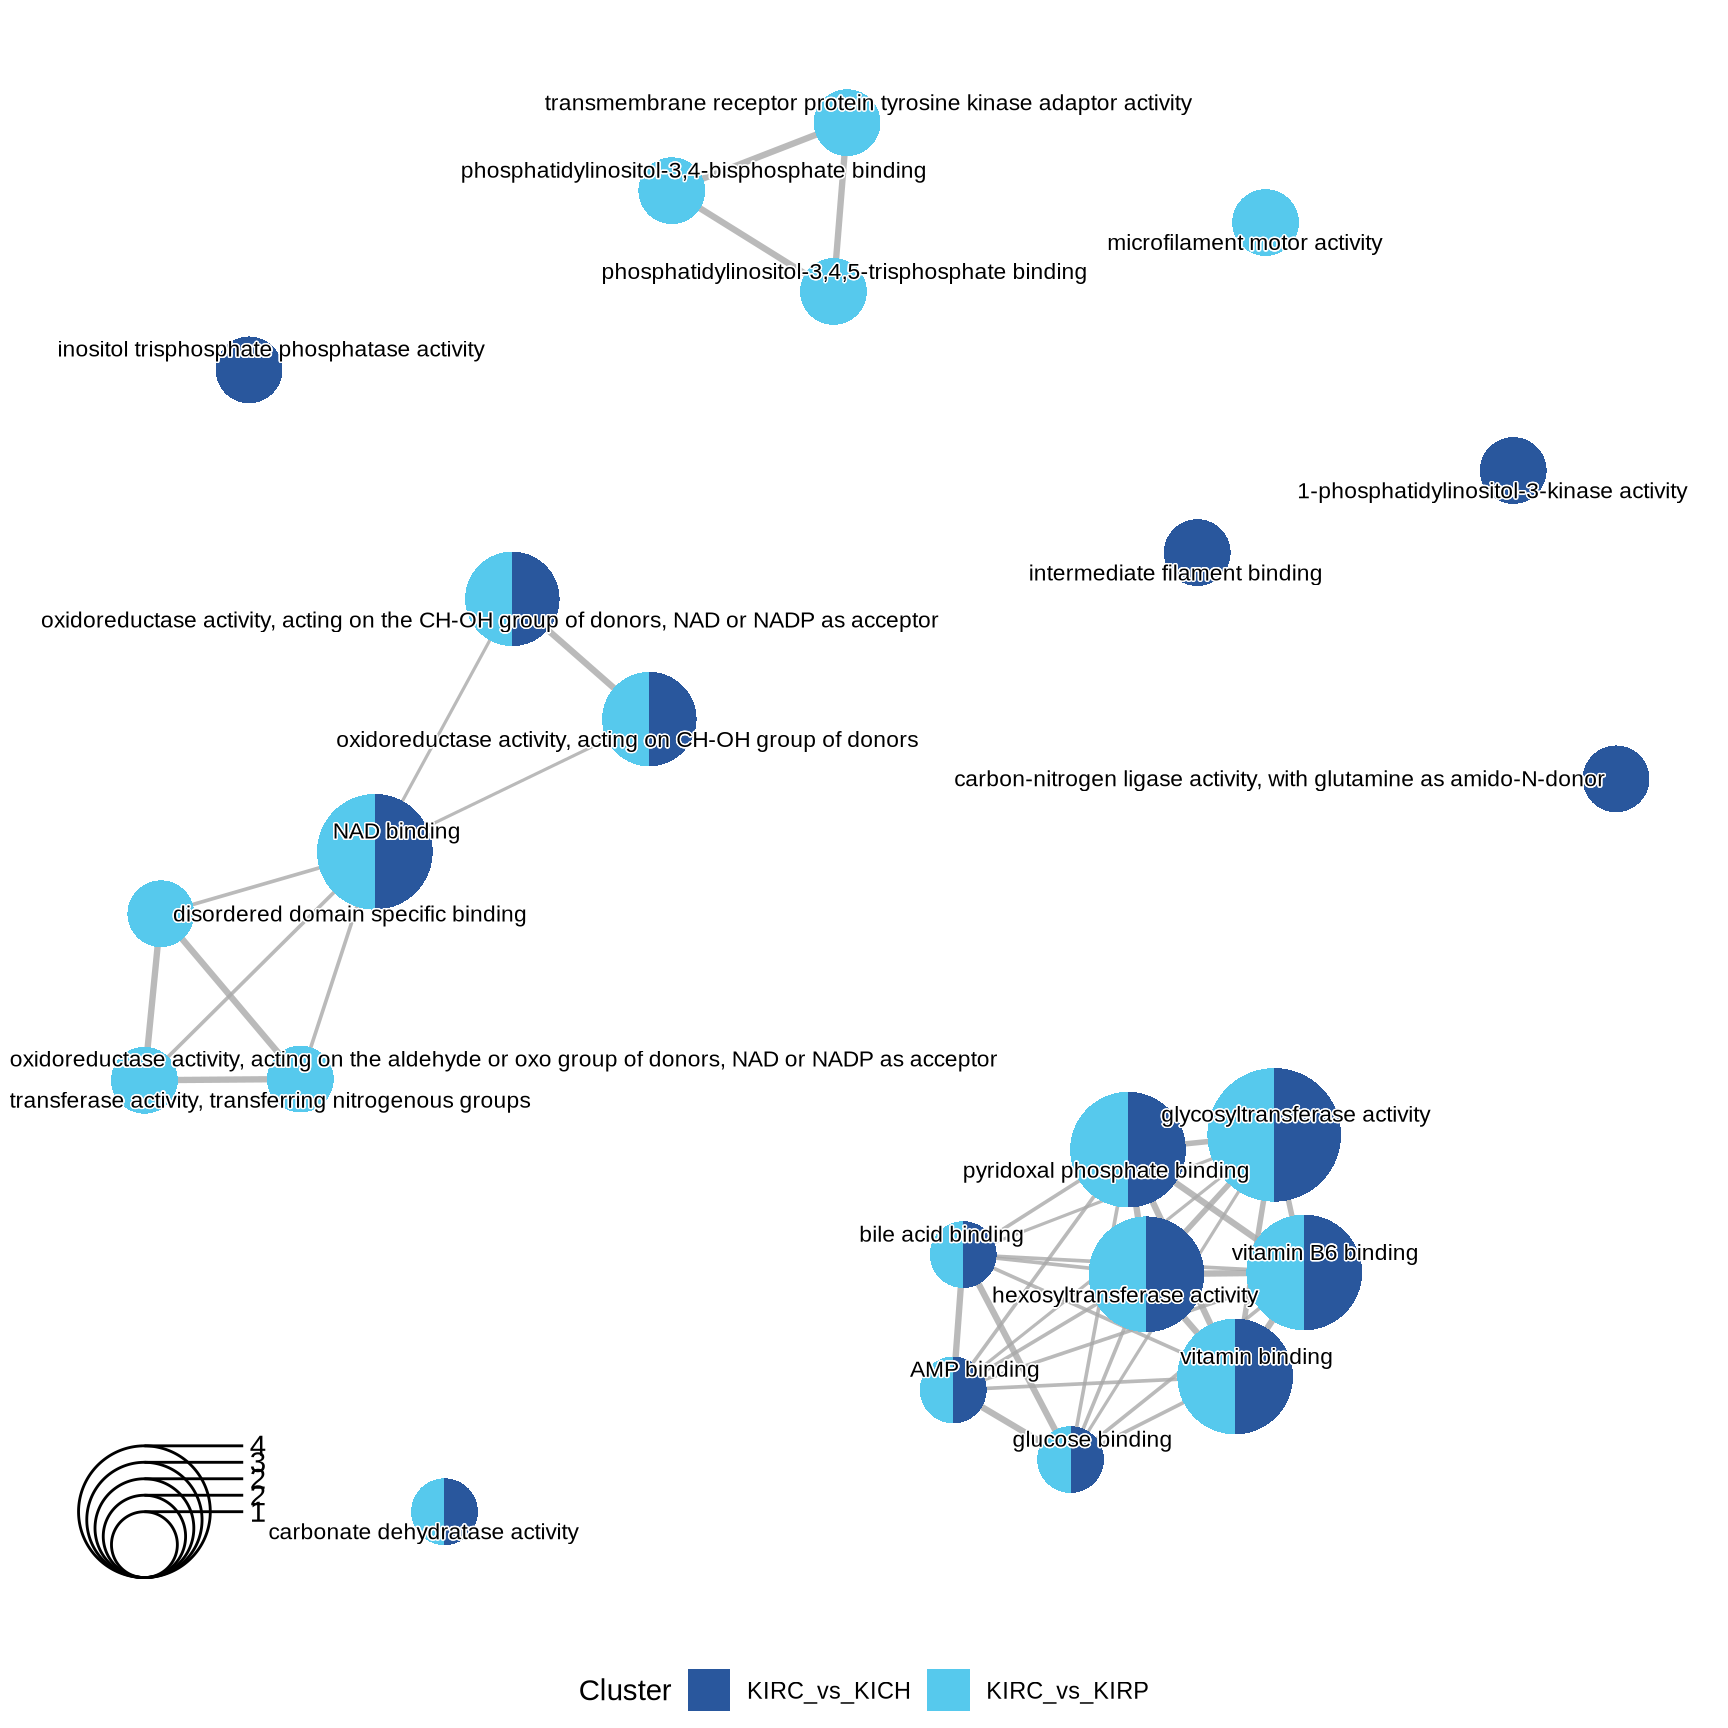 transmembrane receptor protein tyrosine kinase adaptor activity
phosphatidylinositol-3,4-bisphosphate binding
microfilament motor activity
phosphatidylinositol-3,4,5-trisphosphate binding
inositol trisphosphate phosphatase activity
1-phosphatidylinositol-3-kinase activity
intermediate filament binding
oxidoreductase activity, acting on the CH-OH group of donors, NAD or NADP as acceptor
oxidoreductase activity, acting on CH-OH group of donors
carbon-nitrogen ligase activity, with glutamine as amido-N-donor
NAD binding
disordered domain specific binding
oxidoreductase activity, acting on the aldehyde or oxo group of donors, NAD or NADP as acceptor
transferase activity, transferring nitrogenous groups
glycosyltransferase activity
pyridoxal phosphate binding
bile acid binding
vitamin B6 binding
hexosyltransferase activity
vitamin binding
AMP binding
glucose binding
4
3
2
2
1
carbonate dehydratase activity
Cluster KIRC_vs_KICH KIRC_vs_KIRP